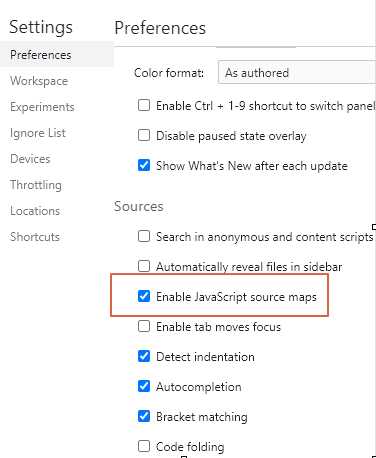 Settings
Preferences
Workspace
Experiments
Ignore List
Devices
Throttling
Locations
Shortcuts
Preferences
Color format: As authored
Enable Ctrl + 1-9 shortcut to switch panel
Disable paused state overlay
Show What's New after each update
Sources
Search in anonymous and content scripts
Automatically reveal files in sidebar
Enable JavaScript source maps
Enable tab moves focus
Detect indentation
Autocompletion
Bracket matching
Code folding